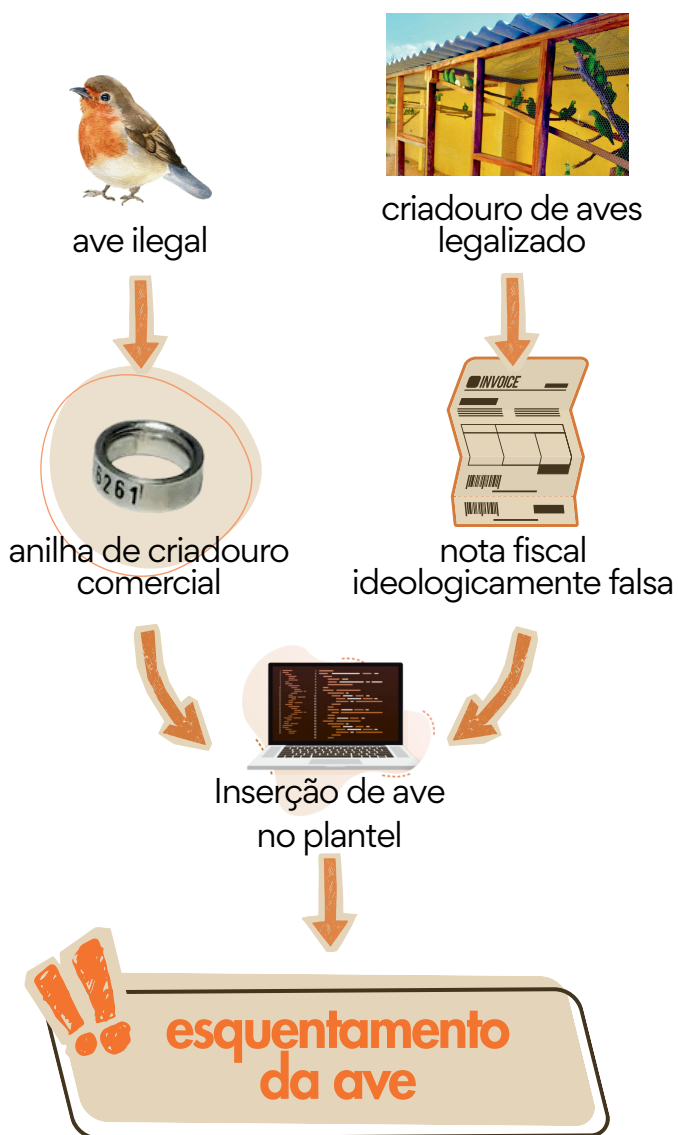 ave ilegal
criadouro de aves
legalizado
6261
INVOICE
anilha de criadouro
comercial
nota fiscal
ideologicamente falsa
Inserção de ave
no plantel
!!
esquentamento
da ave